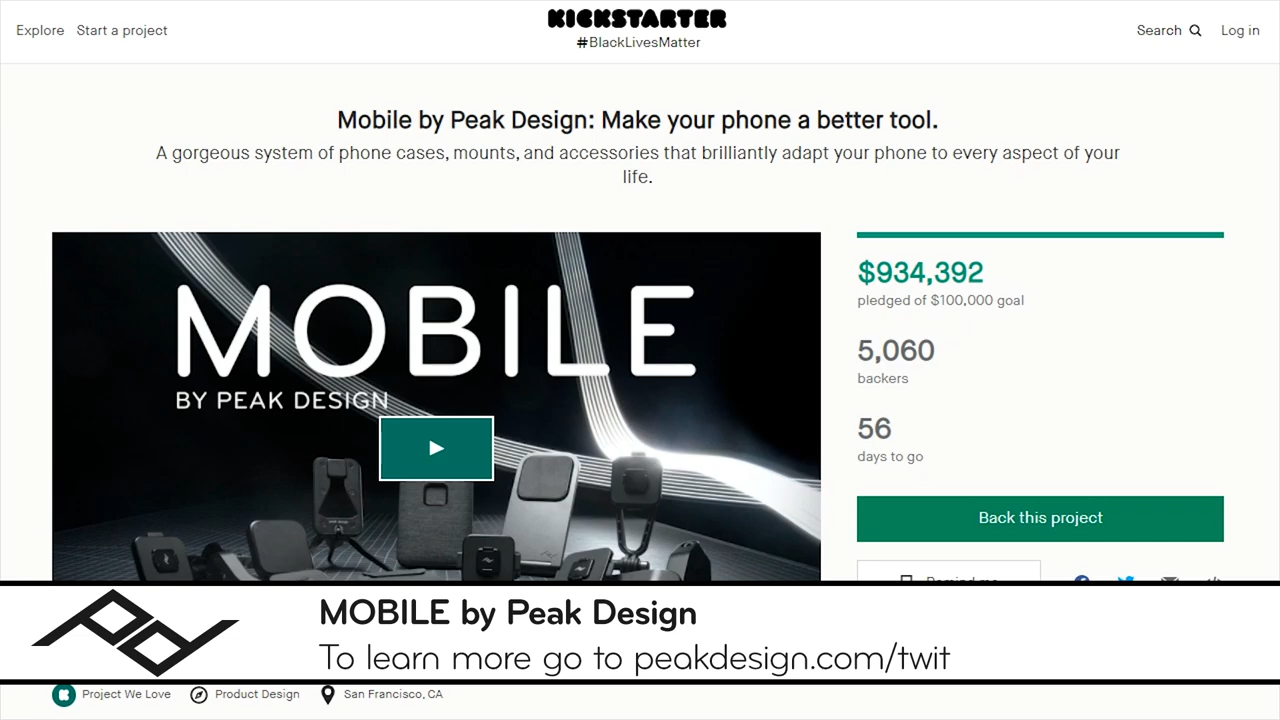 KICKSTARTER
Explore Start a project
#BlackLivesMatter
Search Log in
Mobile by Peak Design: Make your phone a better tool.
A gorgeous system of phone cases, mounts, and accessories that brilliantly adapt your phone to every aspect of your
life.
MOBILE
BY PEAK DESIGN
$934,392
pledged of $100,000 goal
5,060
backers
56
days to go
Back this project
Remind me
MOBILE by Peak Design
To learn more go to peakdesign.com/twit
Project We Love Product Design San Francisco, CA